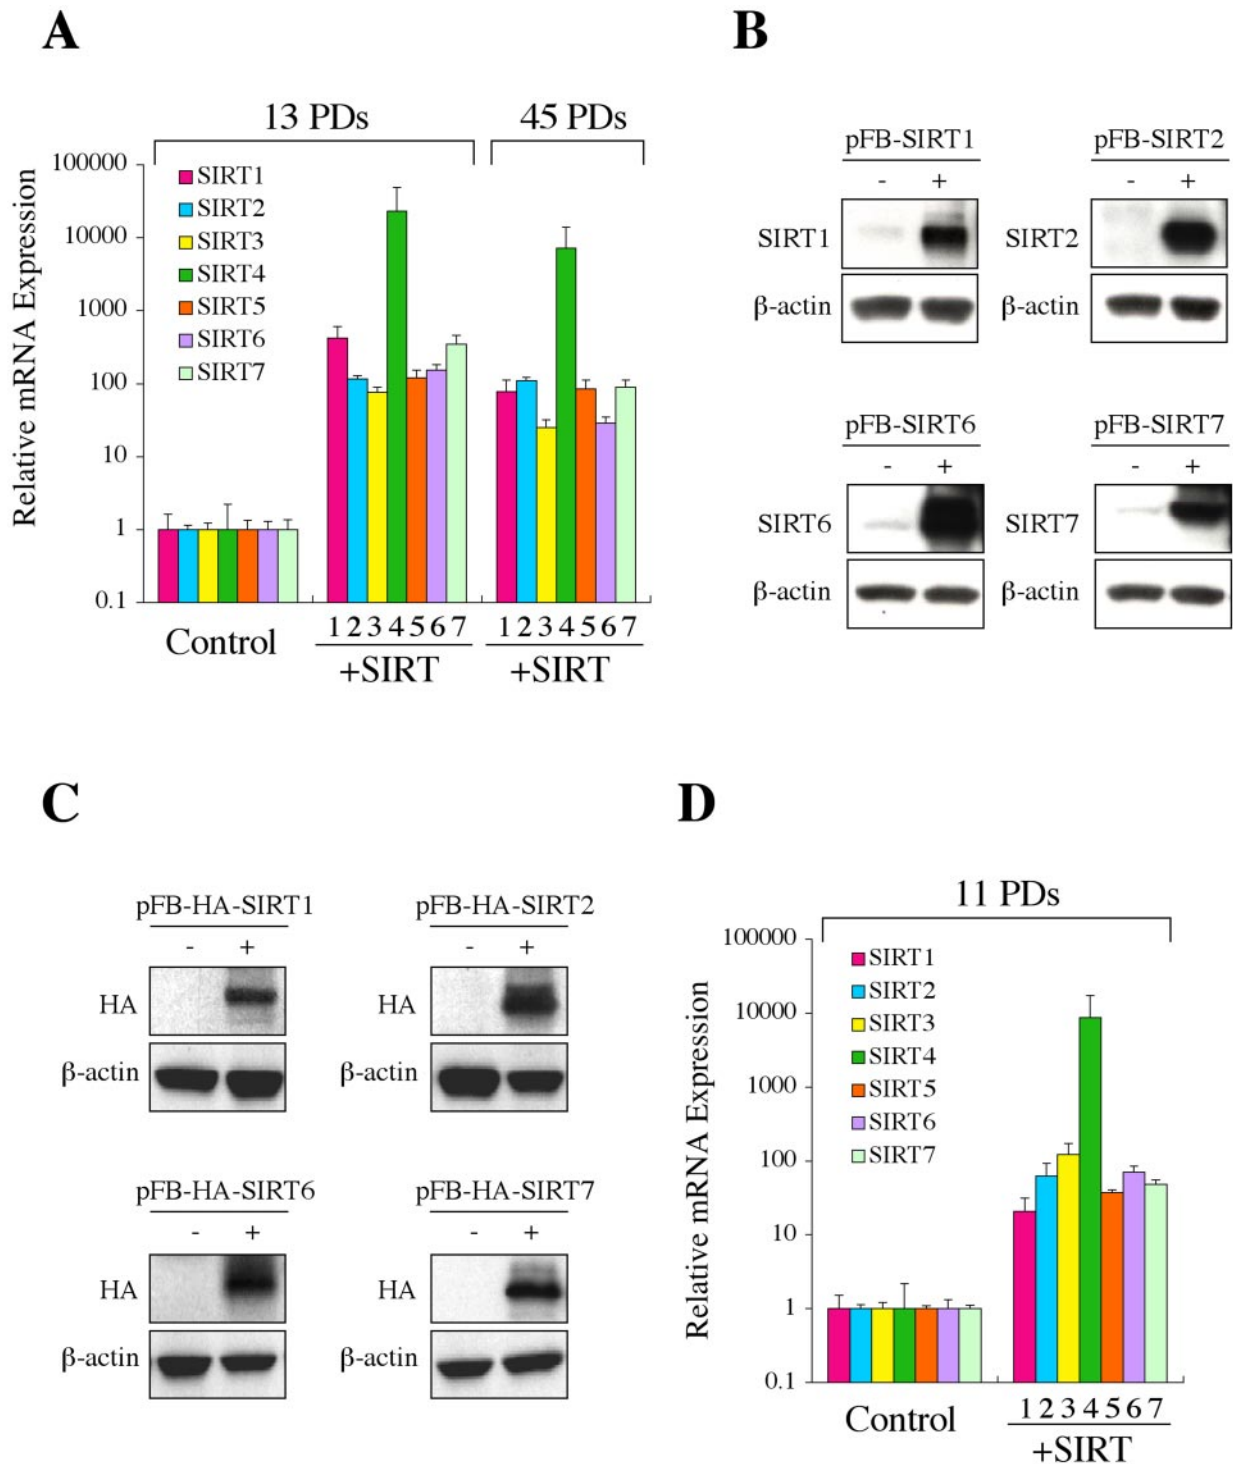 A
13 PDs
45 PDs
Relative mRNA Expression
100000
10000
1000
100
10
1
0.1
SIRT1
SIRT2
SIRT3
SIRT4
SIRT5
SIRT6
SIRT7
Control
1 2 3 4 5 6 7
+SIRT
1 2 3 4 5 6 7
+SIRT
B
pFB-SIRT1
- +
SIRT1
β-actin
pFB-SIRT2
- +
SIRT2
β-actin
pFB-SIRT6
- +
SIRT6
β-actin
pFB-SIRT7
- +
SIRT7
β-actin
C
pFB-HA-SIRT1
- +
HA
β-actin
pFB-HA-SIRT2
- +
HA
β-actin
pFB-HA-SIRT6
- +
HA
β-actin
pFB-HA-SIRT7
- +
HA
β-actin
D
11 PDs
Relative mRNA Expression
100000
10000
1000
100
10
1
0.1
SIRT1
SIRT2
SIRT3
SIRT4
SIRT5
SIRT6
SIRT7
Control
1 2 3 4 5 6 7
+SIRT